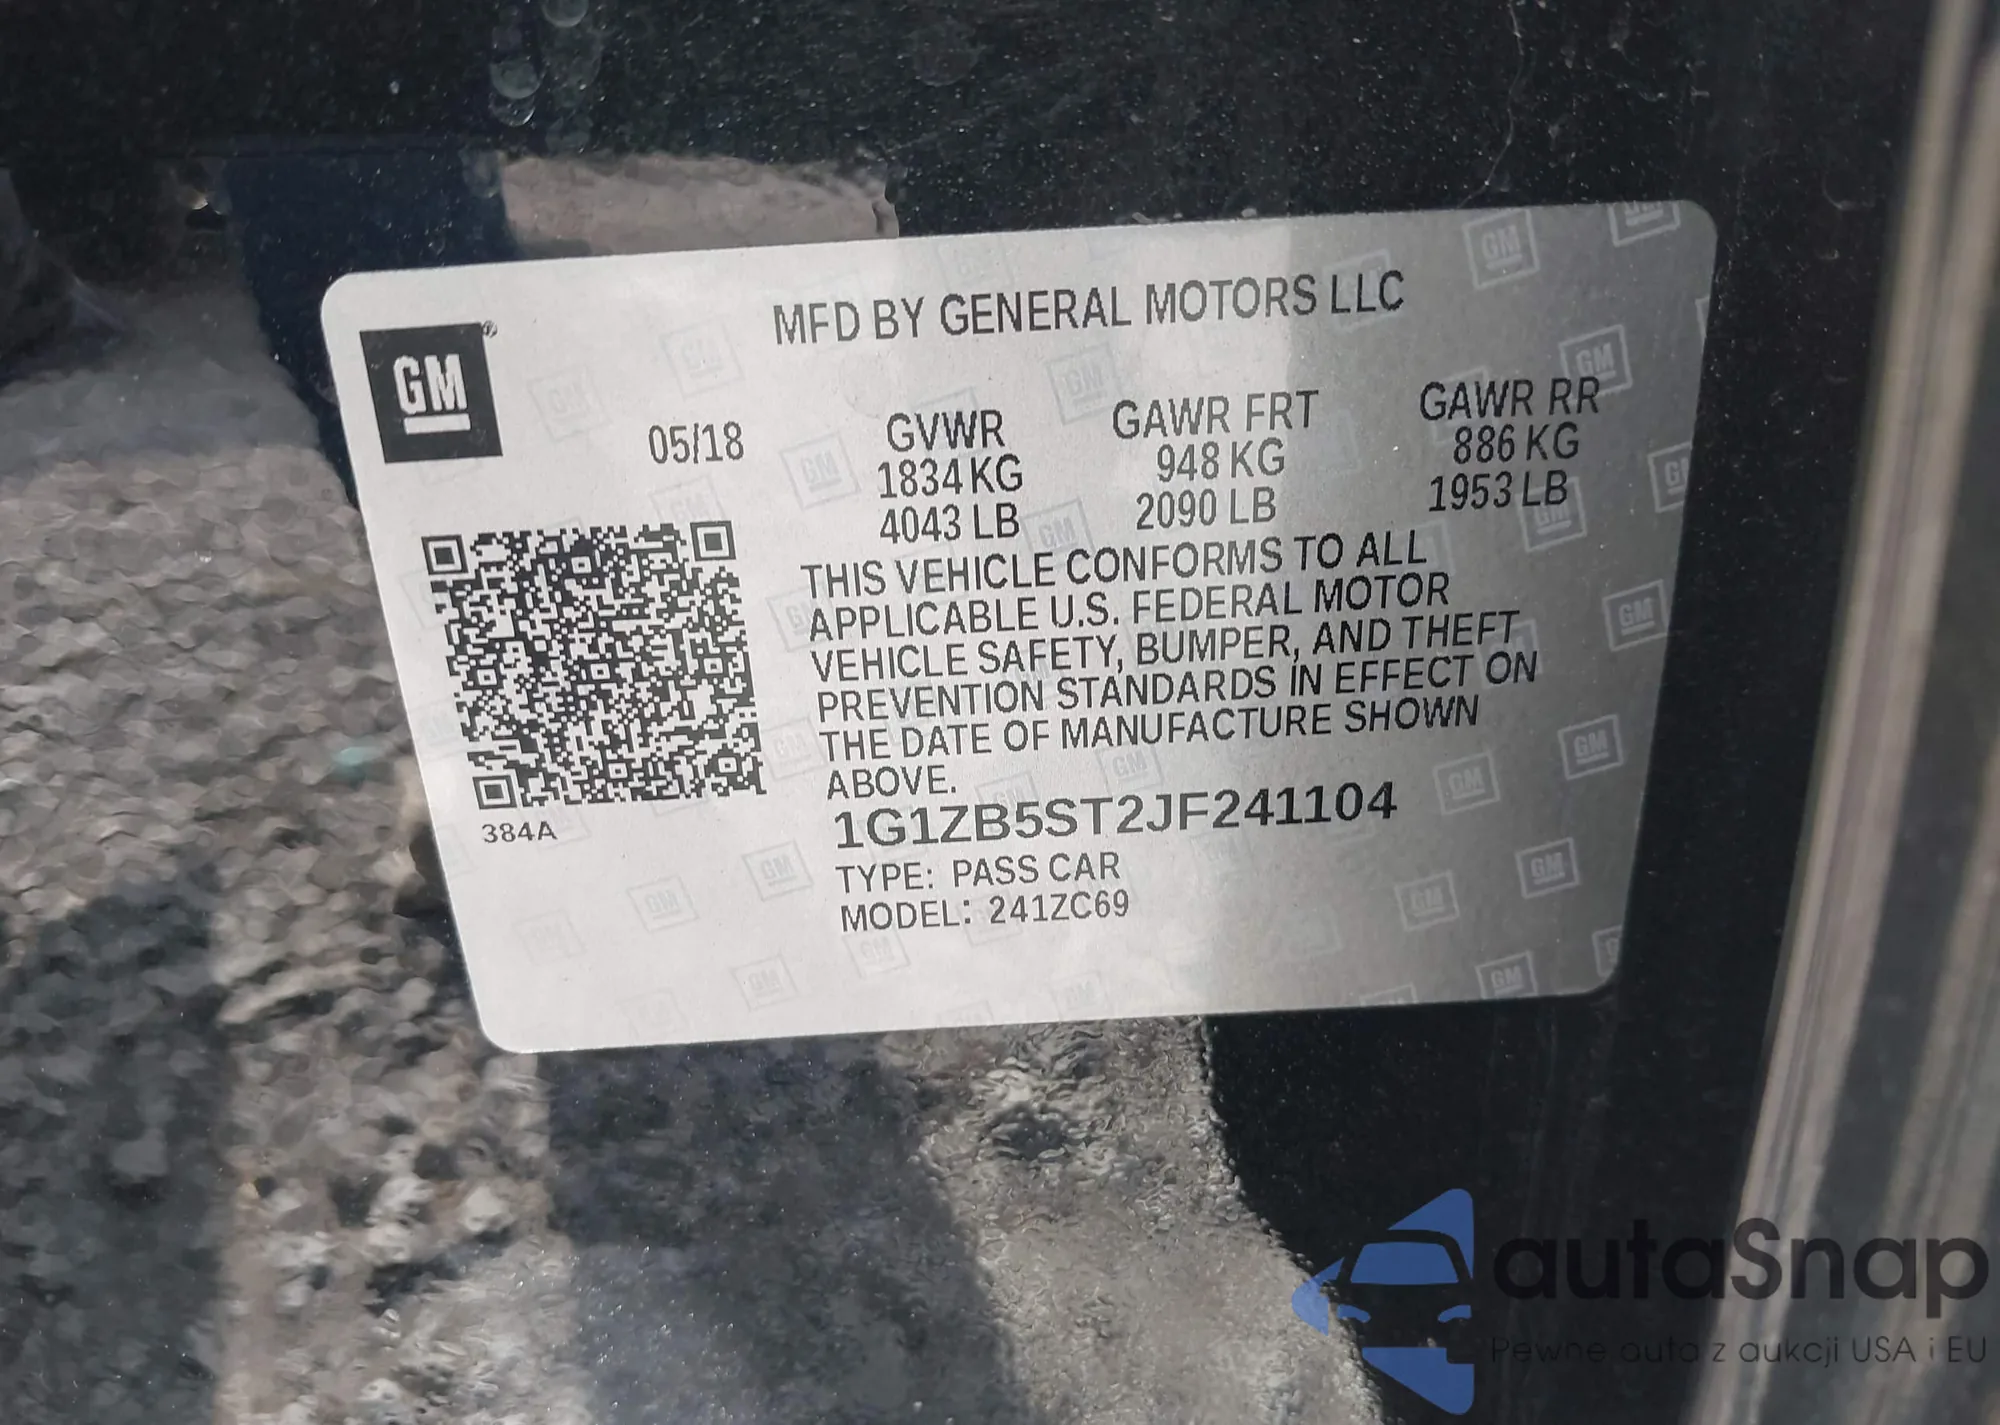 MFD BY GENERAL MOTORS LLC
GM®
05/18
GVWR
1834 KG
4043 LB
GAWR FRT
948 KG
2090 LB
GAWR RR
886 KG
1953 LB
THIS VEHICLE CONFORMS TO ALL
APPLICABLE U.S. FEDERAL MOTOR
VEHICLE SAFETY, BUMPER, AND THEFT
PREVENTION STANDARDS IN EFFECT ON
THE DATE OF MANUFACTURE SHOWN
ABOVE.
384A
1G1ZB5ST2JF241104
TYPE: PASS CAR
MODEL: 241ZC69
autaSnap
Pewne auta z aukcji USA i EU